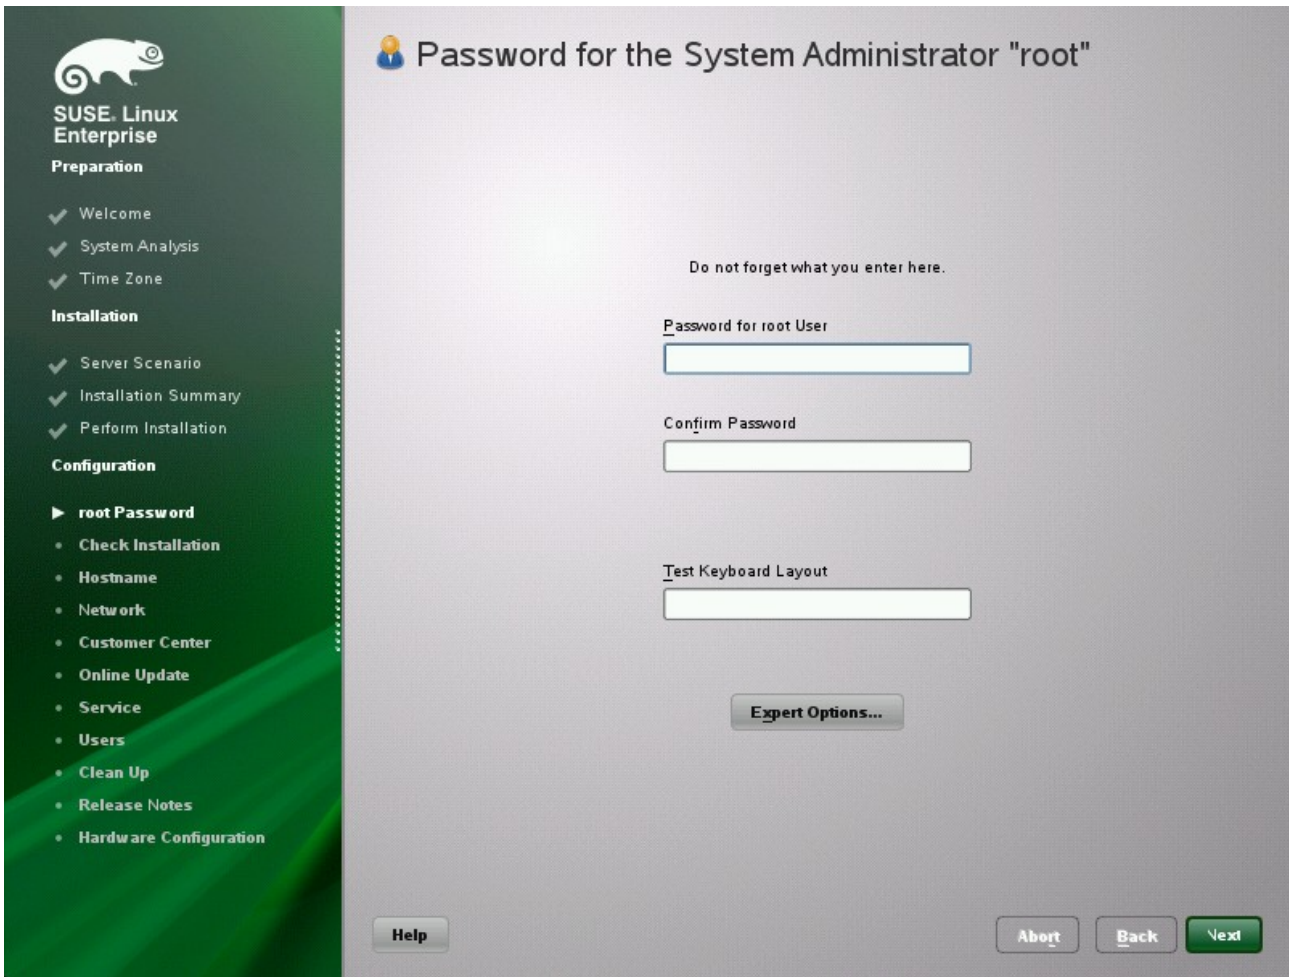 SUSE. Linux
Enterprise
Preparation
Welcome
System Analysis
Time Zone
Installation
Server Scenario
Installation Summary
Perform Installation
Configuration
root Password
Check Installation
Hostname
Network
Customer Center
Online Update
Service
Users
Clean Up
Release Notes
Hardware Configuration
Password for the System Administrator "root"
Do not forget what you enter here.
Password for root User
Confirm Password
Test Keyboard Layout
Expert Options...
Help
Abort
Back
Next